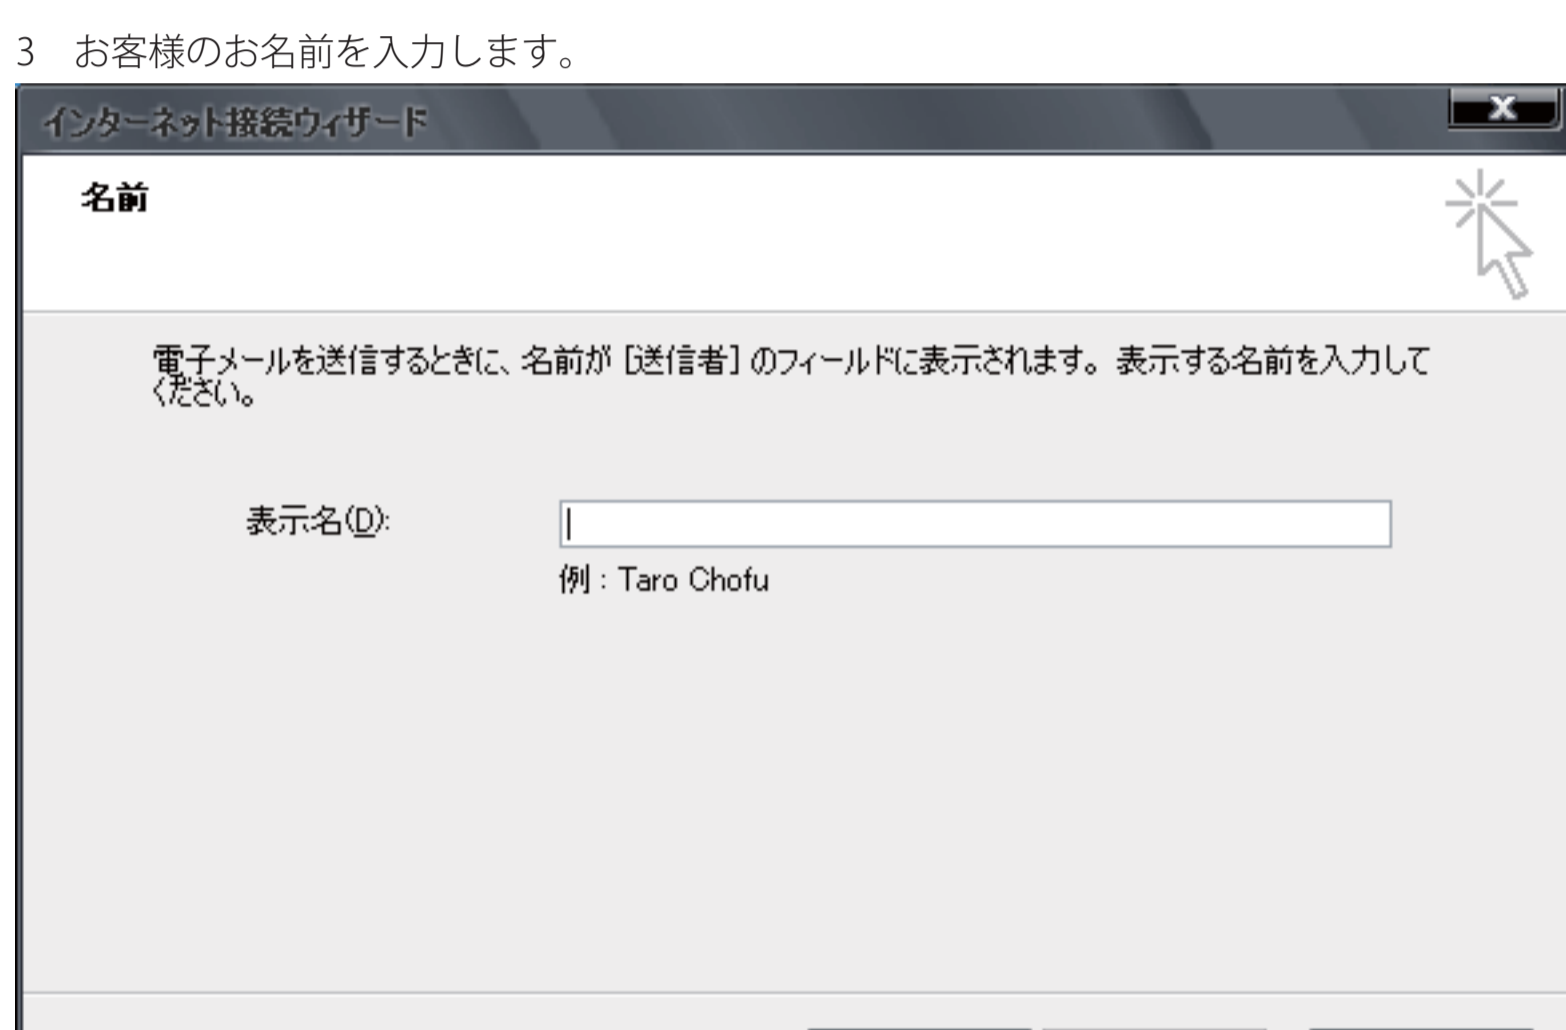 3 お客様のお名前を入力します。
インターネット接続ウィザード
名前
電子メールを送信するときに、名前が [送信者] のフィールドに表示されます。表示する名前を入力して
ください。
表示名(D):
例 : Taro Chofu